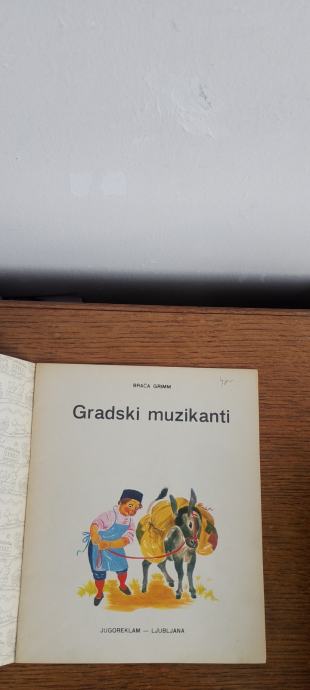 BRAĆA GRIMM
Gradski muzikanti
JUGOREKLAM — LJUBLJANA